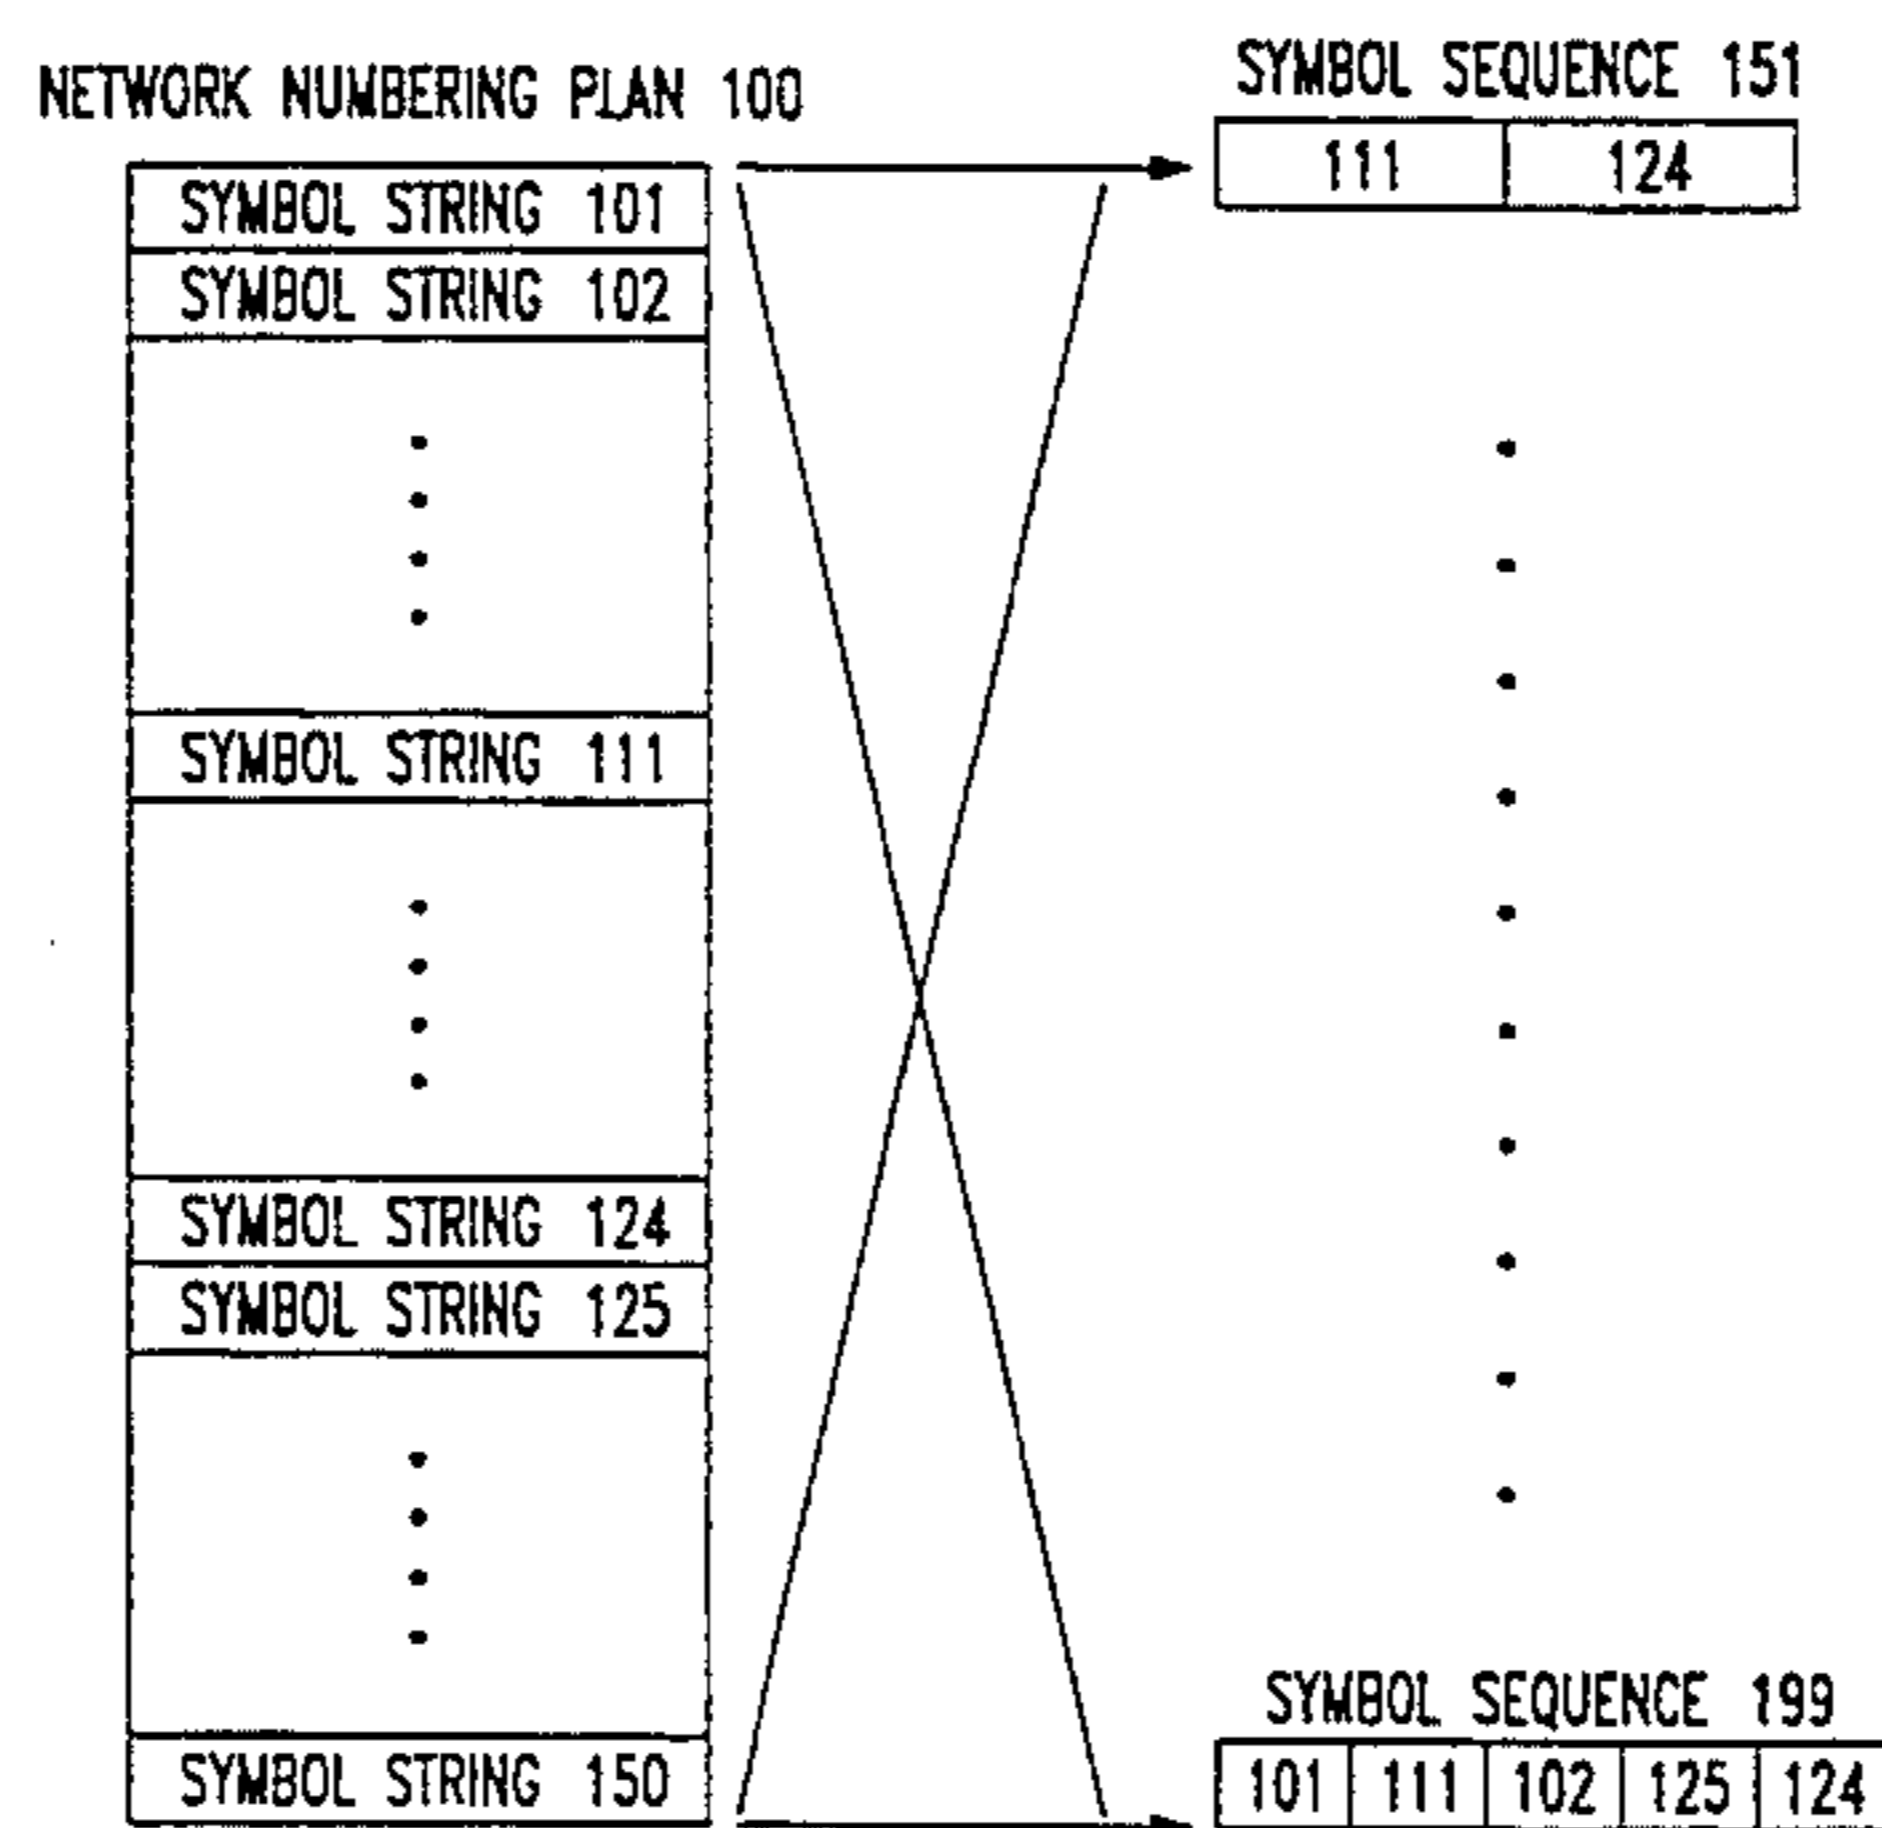 NETWORK NUMBERING PLAN 100
SYMBOL STRING 101
SYMBOL STRING 102
SYMBOL STRING 111
SYMBOL STRING 124
SYMBOL STRING 125
SYMBOL STRING 150
SYMBOL SEQUENCE 151
111 124
SYMBOL SEQUENCE 199
101 111 102 125 124